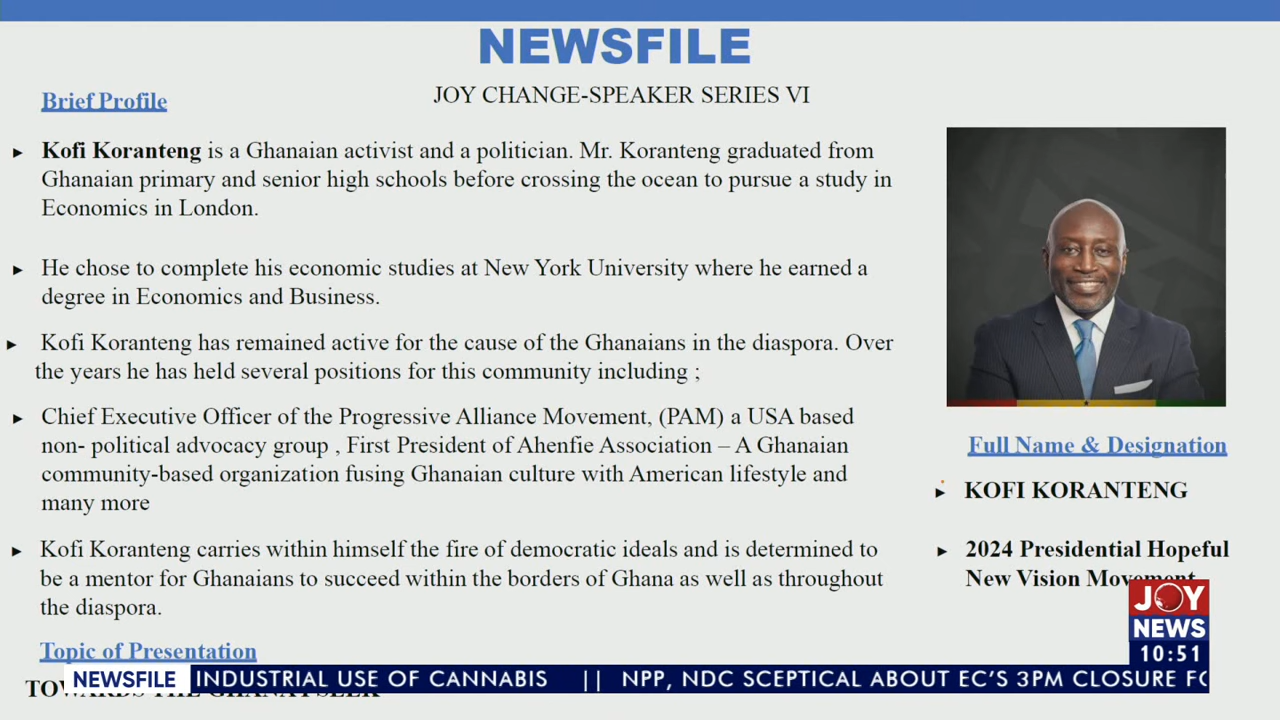 NEWSFILE
JOY CHANGE-SPEAKER SERIES VI
Brief Profile
► Kofi Koranteng is a Ghanaian activist and a politician. Mr. Koranteng graduated from
Ghanaian primary and senior high schools before crossing the ocean to pursue a study in
Economics in London.
► He chose to complete his economic studies at New York University where he earned a
degree in Economics and Business.
► Kofi Koranteng has remained active for the cause of the Ghanaians in the diaspora. Over
the years he has held several positions for this community including ;
► Chief Executive Officer of the Progressive Alliance Movement, (PAM) a USA based
non- political advocacy group , First President of Ahenfie Association – A Ghanaian
community-based organization fusing Ghanaian culture with American lifestyle and
many more
► Kofi Koranteng carries within himself the fire of democratic ideals and is determined to
be a mentor for Ghanaians to succeed within the borders of Ghana as well as throughout
the diaspora.
Topic of Presentation
Full Name & Designation
► KOFI KORANTENG
► 2024 Presidential Hopeful
New Vision Movement
JOY
NEWS
10:51
NEWSFILE INDUSTRIAL USE OF CANNABIS || NPP, NDC SCEPTICAL ABOUT EC'S 3PM CLOSURE